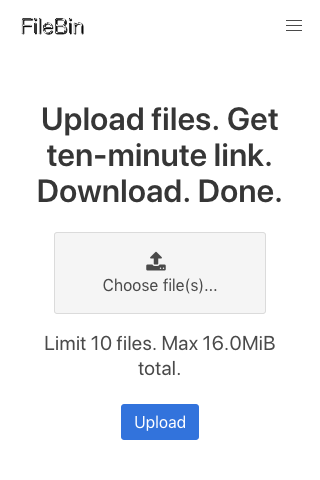 FileBin
Upload files. Get
ten-minute link.
Download. Done.
Choose file(s)...
Limit 10 files. Max 16.0MiB
total.
Upload